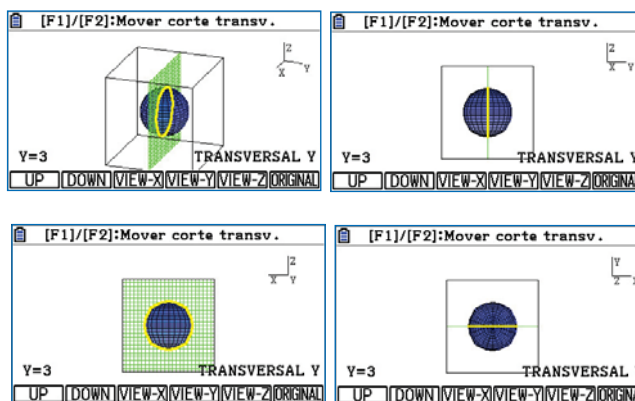 [F1]/[F2]:Mover corte transv.
Z
X Y
Y=3 TRANSVERSAL Y
UP DOWN VIEW-X VIEW-Y VIEW-Z ORIGINAL
[F1]/[F2]:Mover corte transv.
Z
X Y
Y=3 TRANSVERSAL Y
UP DOWN VIEW-X VIEW-Y VIEW-Z ORIGINAL
[F1]/[F2]:Mover corte transv.
Z
X Y
Y=3 TRANSVERSAL Y
UP DOWN VIEW-X VIEW-Y VIEW-Z ORIGINAL
[F1]/[F2]:Mover corte transv.
Y
Z
Y=3 TRANSVERSAL Y
UP DOWN VIEW-X VIEW-Y VIEW-Z ORIGINAL